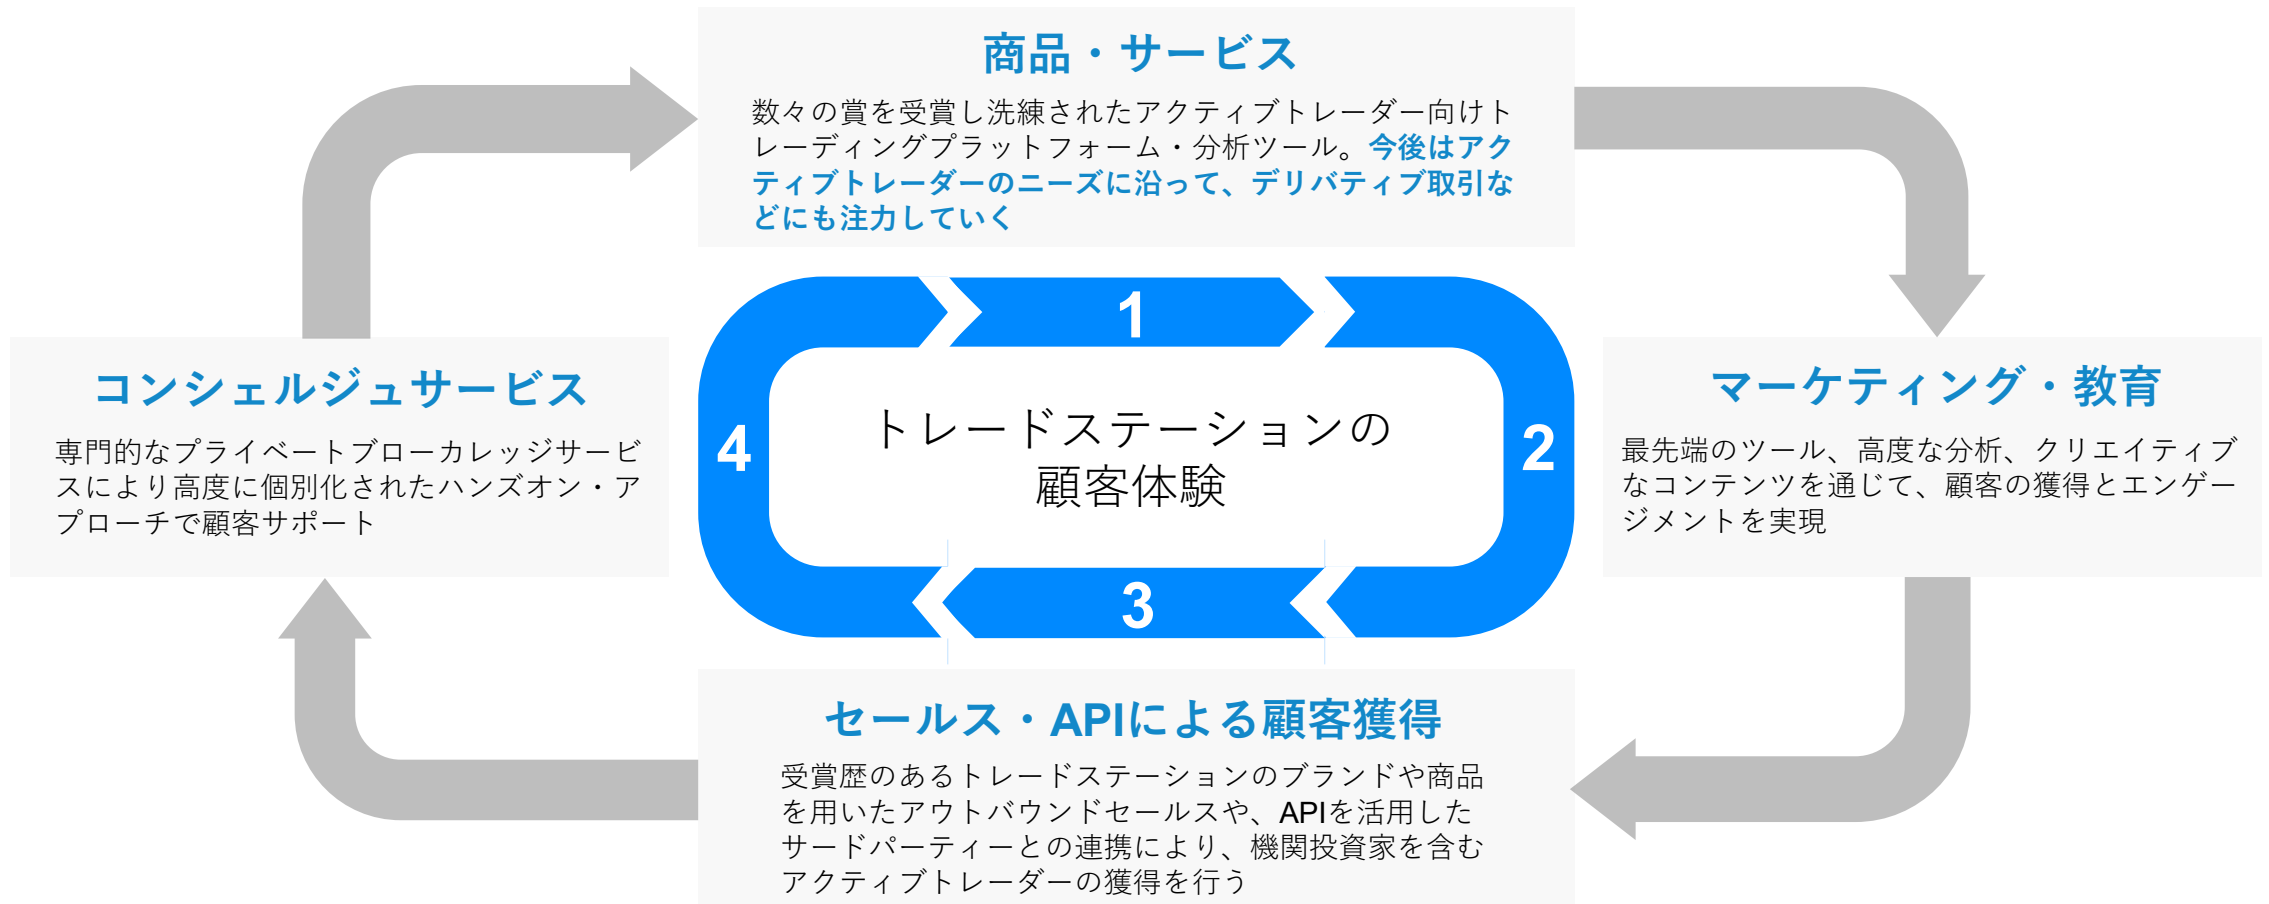 商品・サービス
数々の賞を受賞し洗練されたアクティブトレーダー向けト
レーディングプラットフォーム・分析ツール。今後はアク
ティブトレーダーのニーズに沿って、デリバティブ取引な
どにも注力していく
1
コンシェルジュサービス
専門的なプライベートブローカレッジサービ
スにより高度に個別化されたハンズオン・ア
プローチで顧客サポート
4
トレードステーションの
顧客体験
2
マーケティング・教育
最先端のツール、高度な分析、クリエイティブ
なコンテンツを通じて、顧客の獲得とエンゲー
ジメントを実現
3
セールス・APIによる顧客獲得
受賞歴のあるトレードステーションのブランドや商品
を用いたアウトバウンドセールスや、APIを活用した
サードパーティーとの連携により、機関投資家を含む
アクティブトレーダーの獲得を行う